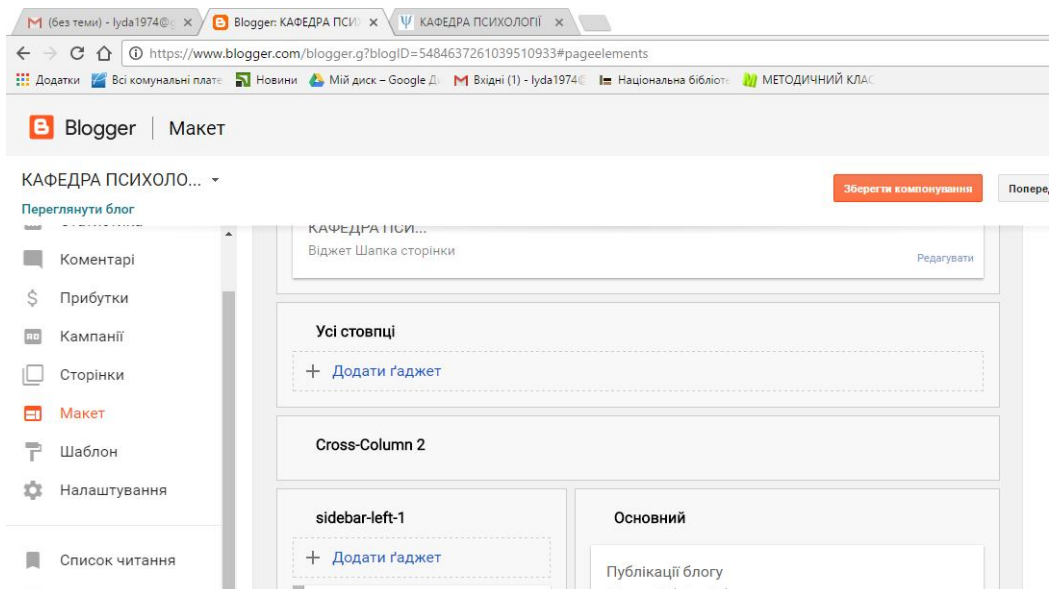 (без теми) - lyda1974@g
Blogger: КАФЕДРА ПСИХ
КАФЕДРА ПСИХОЛОГІЇ
https://www.blogger.com/blogger.g?blogID=5484637261039510933#pageelements
Додатки Всі комунальні плате Новини Мій диск – Google Ди Вхідні (1) - lyda1974@ Національна бібліоте МЕТОДИЧНИЙ КЛАС
Blogger | Макет
КАФЕДРА ПСИХОЛО...
Зберегти компонування
Поперед
Переглянути блог
Статистика
КАФЕДРА ПСИ...
Віджет Шапка сторінки
Редагувати
Коментарі
Прибутки
Кампанії
Сторінки
Макет
Шаблон
Налаштування
Список читання
Усі стовпці
+ Додати ґаджет
Cross-Column 2
sidebar-left-1
+ Додати ґаджет
Основний
Публікації блогу